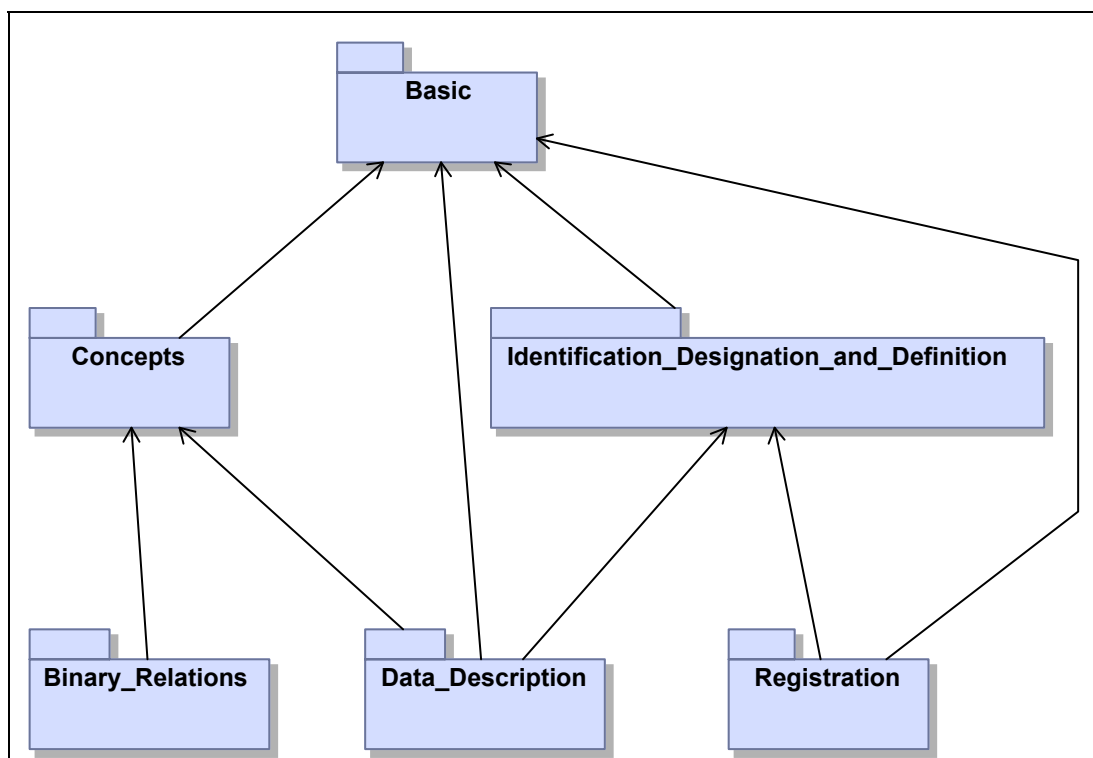 Basic
Concepts
Identification_Designation_and_Definition
Binary_Relations
Data_Description
Registration